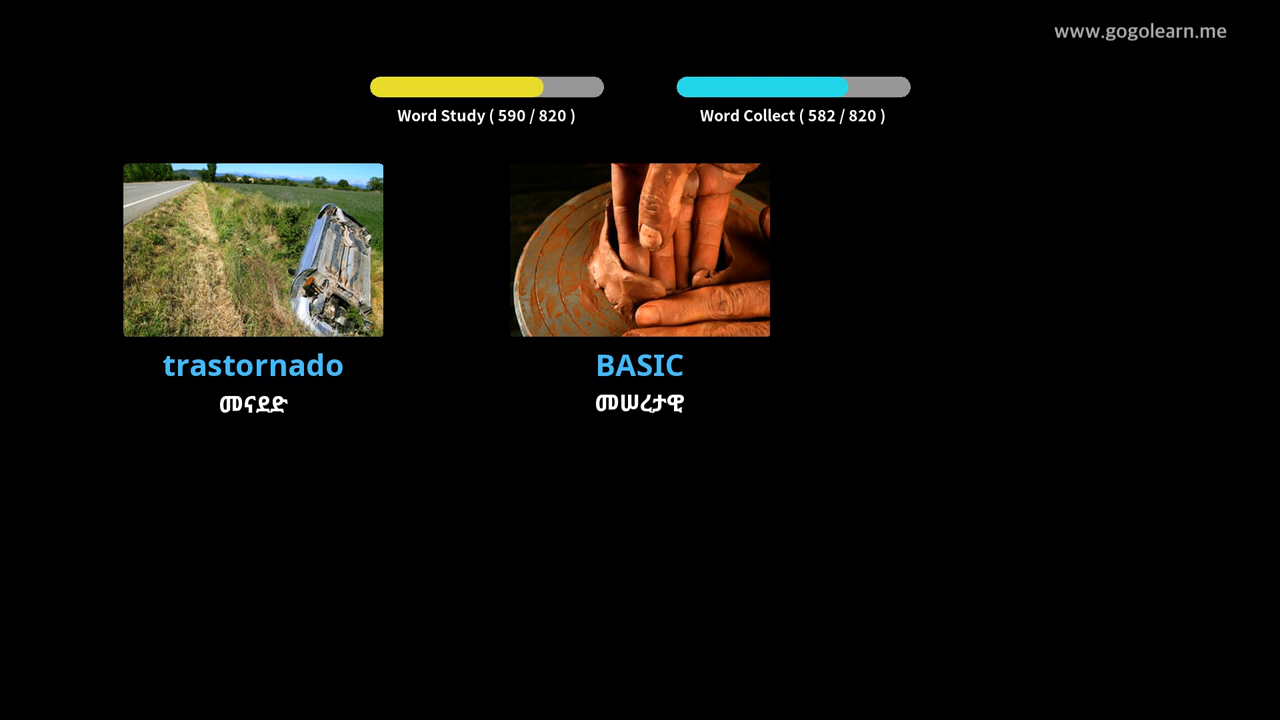 www.gogolearn.me
Word Study ( 590 / 820 )
Word Collect ( 582 / 820 )
trastornado
መናደድ
BASIC
መሠረታዊ